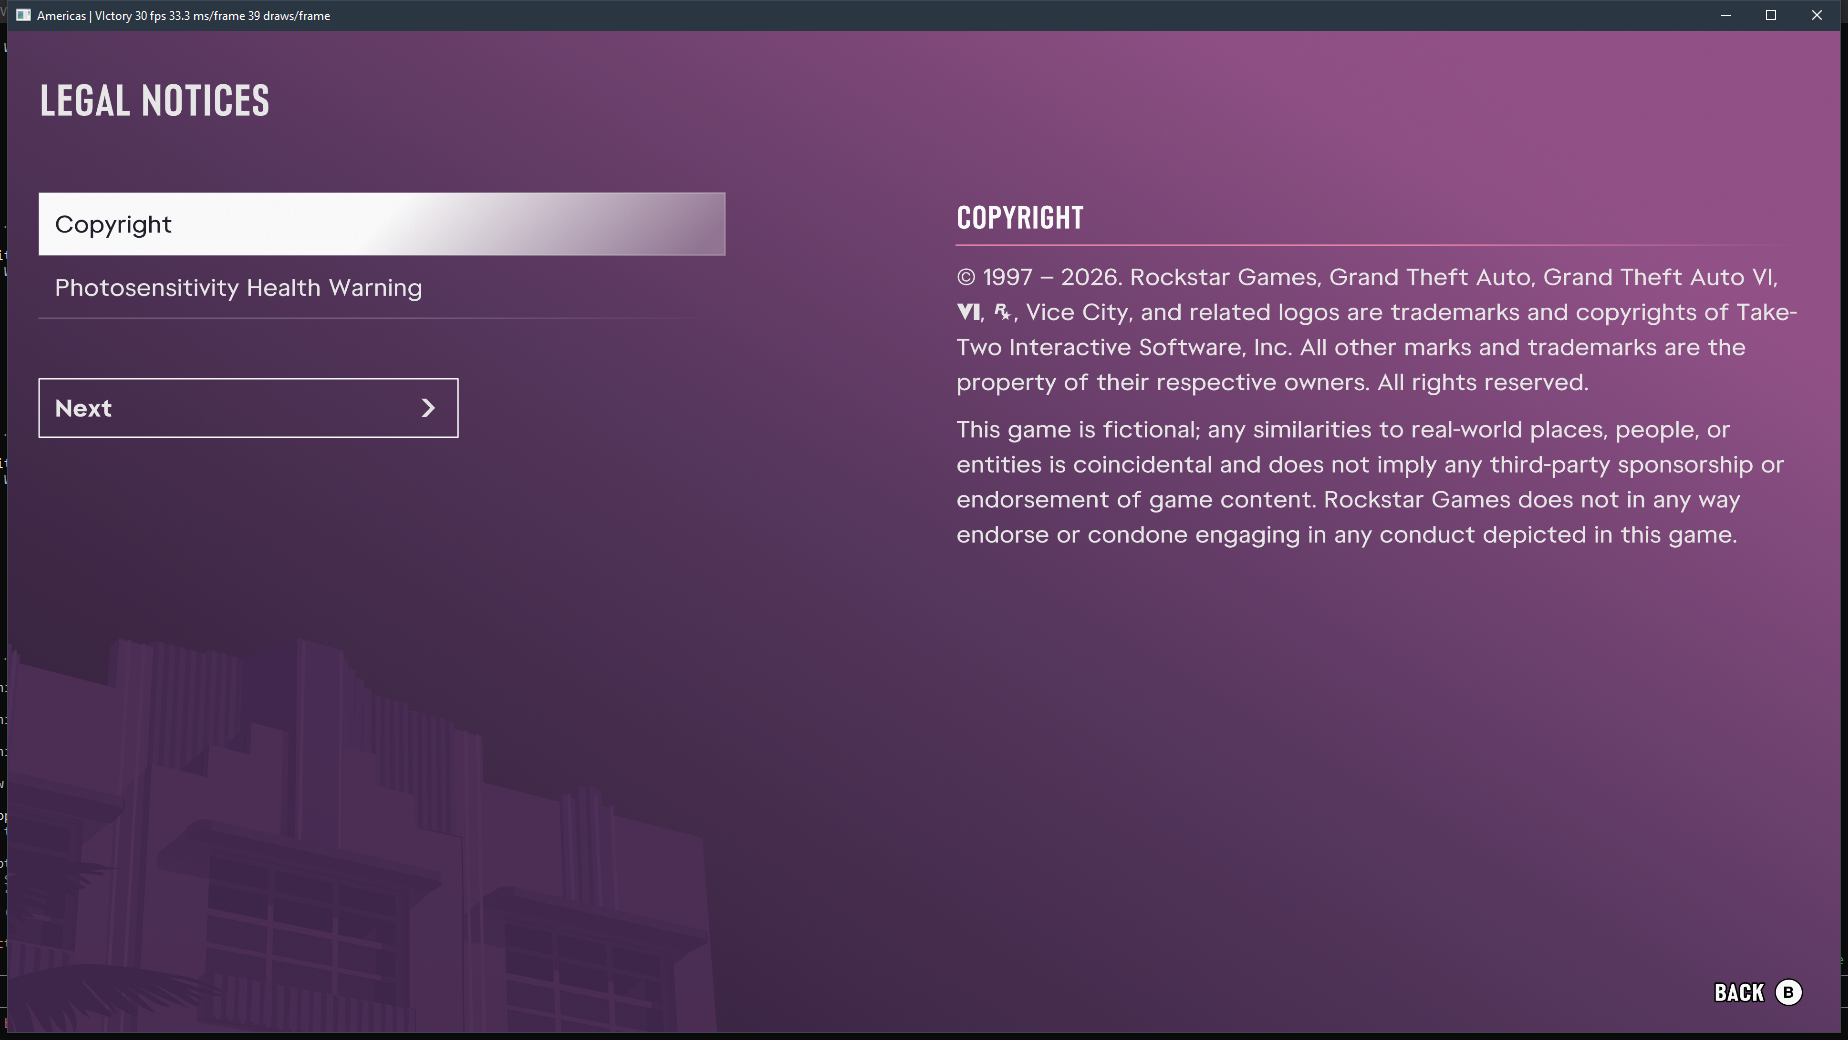 Americas | VIctory 30 fps 33.3 ms/frame 39 draws/frame
LEGAL NOTICES
Copyright
Photosensitivity Health Warning
Next
COPYRIGHT
© 1997 – 2026. Rockstar Games, Grand Theft Auto, Grand Theft Auto VI,
VI, R★, Vice City, and related logos are trademarks and copyrights of Take-
Two Interactive Software, Inc. All other marks and trademarks are the
property of their respective owners. All rights reserved.
This game is fictional; any similarities to real-world places, people, or
entities is coincidental and does not imply any third-party sponsorship or
endorsement of game content. Rockstar Games does not in any way
endorse or condone engaging in any conduct depicted in this game.
BACK B